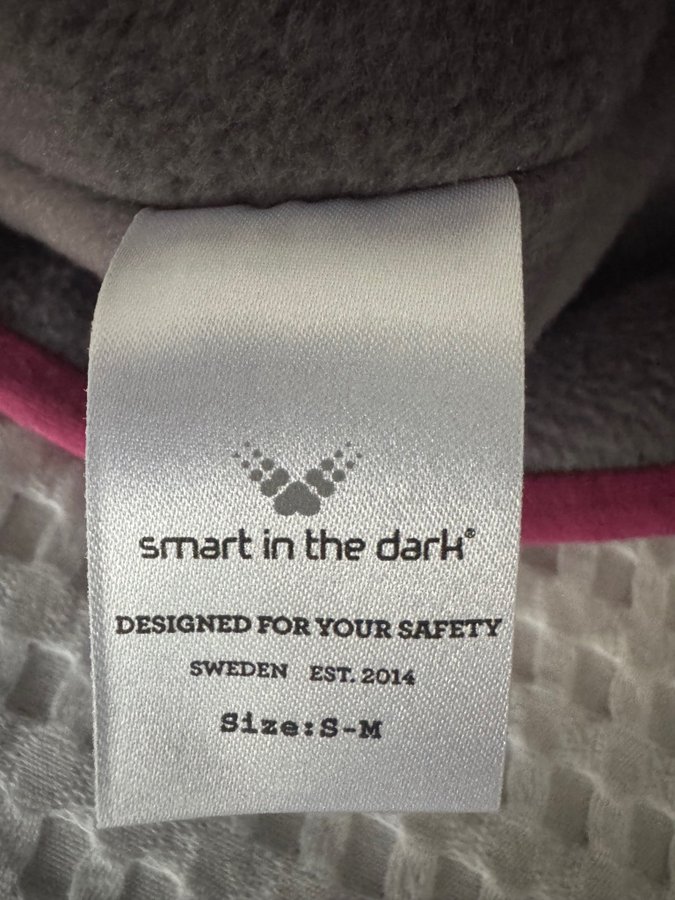 smart in the dark®
DESIGNED FOR YOUR SAFETY
SWEDEN EST. 2014
Size:S-M